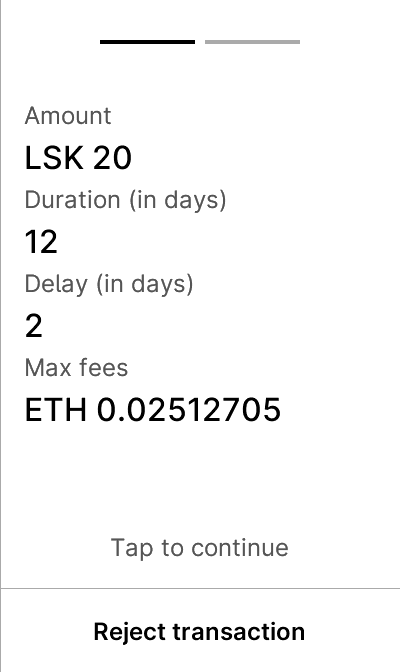 Amount
LSK 20
Duration (in days)
12
Delay (in days)
2
Max fees
ETH 0.02512705
Tap to continue
Reject transaction